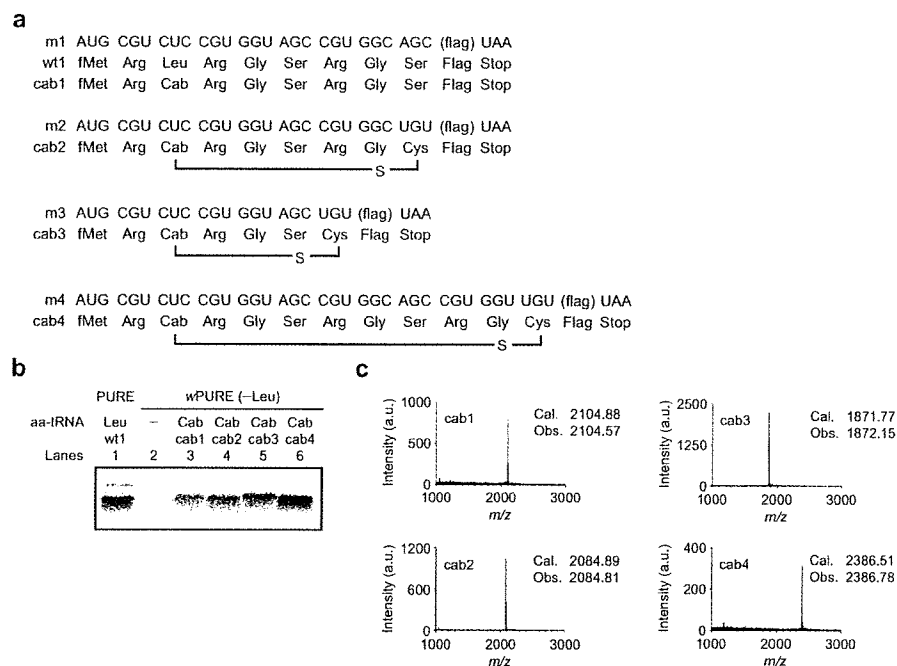 a
m1 AUG CGU CUC CGU GGU AGC CGU GGC AGC (flag) UAA
wt1 fMet Arg Leu Arg Gly Ser Arg Gly Ser Flag Stop
cab1 fMet Arg Cab Arg Gly Ser Arg Gly Ser Flag Stop
m2 AUG CGU CUC CGU GGU AGC CGU GGC UGU (flag) UAA
cab2 fMet Arg Cab Arg Gly Ser Arg Gly Cys Flag Stop
S
m3 AUG CGU CUC CGU GGU AGC UGU (flag) UAA
cab3 fMet Arg Cab Arg Gly Ser Cys Flag Stop
S
m4 AUG CGU CUC CGU GGU AGC CGU GGC AGC CGU GGU UGU (flag) UAA
cab4 fMet Arg Cab Arg Gly Ser Arg Gly Ser Arg Gly Cys Flag Stop
S
b
PURE wPURE (–Leu)
aa-tRNA Leu – Cab Cab Cab Cab
wt1 cab1 cab2 cab3 cab4
Lanes 1 2 3 4 5 6
c
Intensity (a.u.)
1000
500
0
cab1
Cal. 2104.88
Obs. 2104.57
1000 2000 3000
m/z
Intensity (a.u.)
2500
0
cab3
Cal. 1871.77
Obs. 1872.15
1000 2000 3000
m/z
Intensity (a.u.)
1200
600
0
cab2
Cal. 2084.89
Obs. 2084.81
1000 2000 3000
m/z
Intensity (a.u.)
400
200
0
cab4
Cal. 2386.51
Obs. 2386.78
1000 2000 3000
m/z